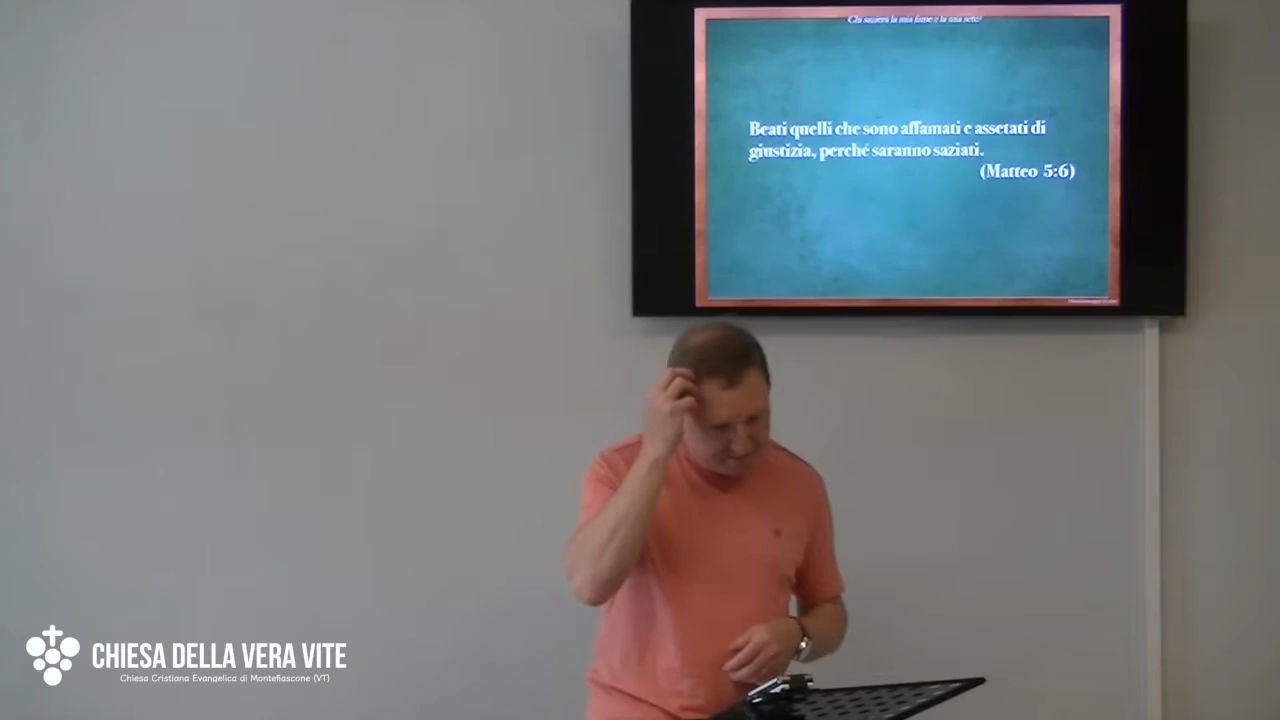 Chi sazierà la mia fame e la mia sete?
Beati quelli che sono affamati e assetati di
giustizia, perché saranno saziati.
(Matteo 5:6)
CHIESA DELLA VERA VITE
Chiesa Cristiana Evangelica di Montefiascone (VT)